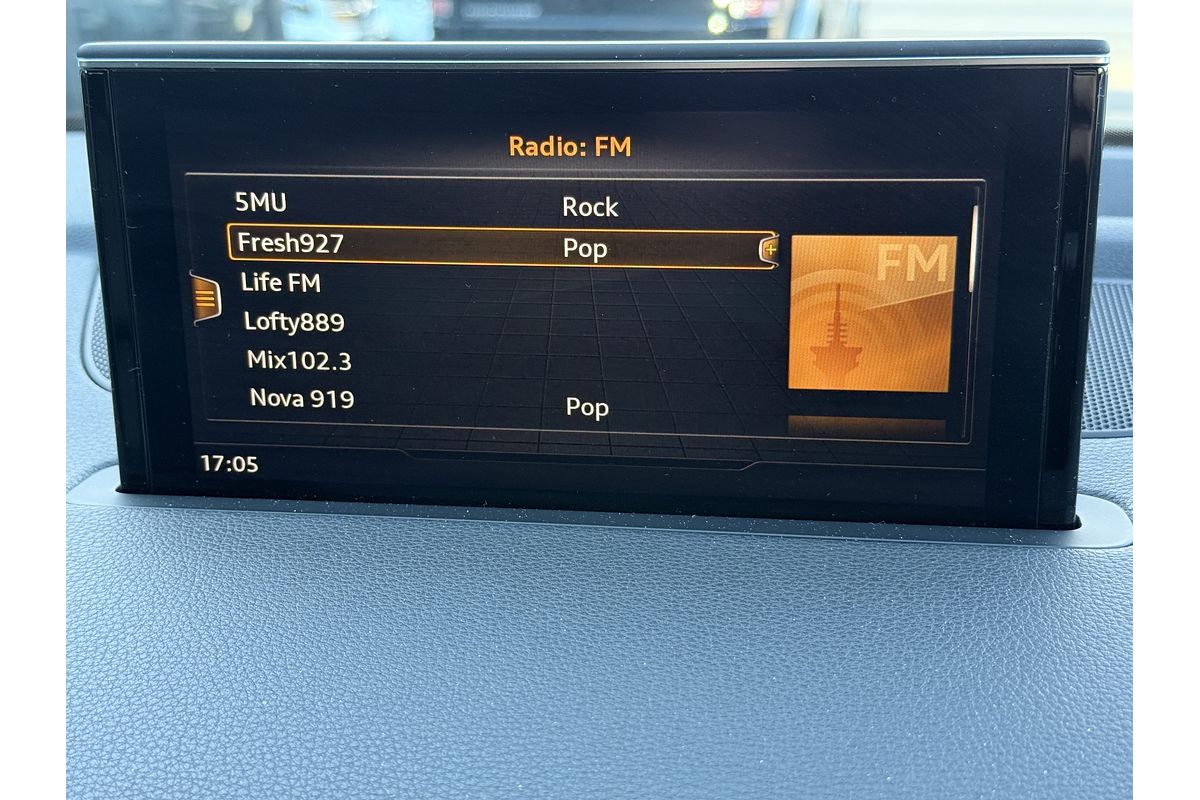 Radio: FM
5MU Rock
Fresh927 Pop
FM
Life FM
Lofty889
Mix102.3
Nova 919 Pop
17:05